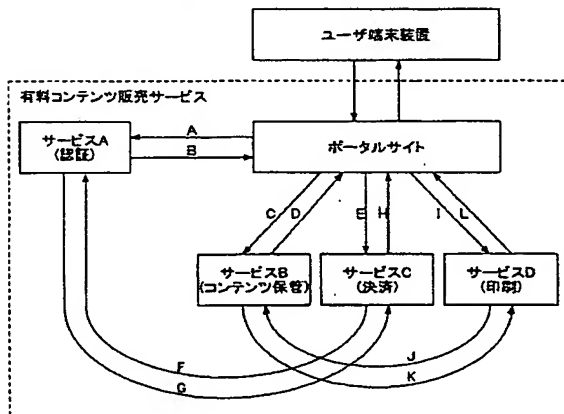 ユーザ端末装置
有料コンテンツ販売サービス
サービスA
(認証)
A
B
ポータルサイト
C
D
E
H
I
L
サービスB
(コンテンツ保管)
サービスC
(決済)
サービスD
(印刷)
F
G
J
K